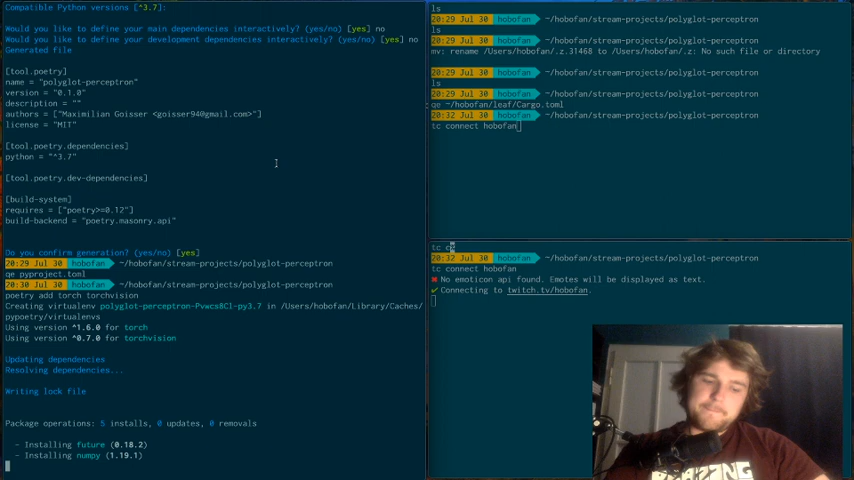 Compatible Python versions [^3.7]:
Would you like to define your main dependencies interactively? (yes/no) [yes] no
Would you like to define your development dependencies interactively? (yes/no) [yes] no
Generated file
[tool.poetry]
name = "polyglot-perceptron"
version = "0.1.0"
description = ""
authors = ["Maximilian Goisser <goisser94@gmail.com>"]
license = "MIT"
[tool.poetry.dependencies]
python = "^3.7"
[tool.poetry.dev-dependencies]
[build-system]
requires = ["poetry>=0.12"]
build-backend = "poetry.masonry.api"
Do you confirm generation? (yes/no) [yes]
20:29 Jul 30 hobofan ~/hobofan/stream-projects/polyglot-perceptron
qe pyproject.toml
20:30 Jul 30 hobofan ~/hobofan/stream-projects/polyglot-perceptron
poetry add torch torchvision
Creating virtualenv polyglot-perceptron-Pvwcs8Cl-py3.7 in /Users/hobofan/Library/Caches/
pypoetry/virtualenvs
Using version ^1.6.0 for torch
Using version ^0.7.0 for torchvision
Updating dependencies
Resolving dependencies...
Writing lock file
Package operations: 5 installs, 0 updates, 0 removals
- Installing future (0.18.2)
- Installing numpy (1.19.1)
ls
20:29 Jul 30 hobofan ~/hobofan/stream-projects/polyglot-perceptron
ls
20:29 Jul 30 hobofan ~/hobofan/stream-projects/polyglot-perceptron
mv: rename /Users/hobofan/.z.31468 to /Users/hobofan/.z: No such file or directory
20:29 Jul 30 hobofan ~/hobofan/stream-projects/polyglot-perceptron
ls
20:29 Jul 30 hobofan ~/hobofan/stream-projects/polyglot-perceptron
qe ~/hobofan/leaf/Cargo.toml
20:32 Jul 30 hobofan ~/hobofan/stream-projects/polyglot-perceptron
tc connect hobofan
tc c
20:32 Jul 30 hobofan ~/hobofan/stream-projects/polyglot-perceptron
tc connect hobofan
✖ No emoticon api found. Emotes will be displayed as text.
✔ Connecting to twitch.tv/hobofan.